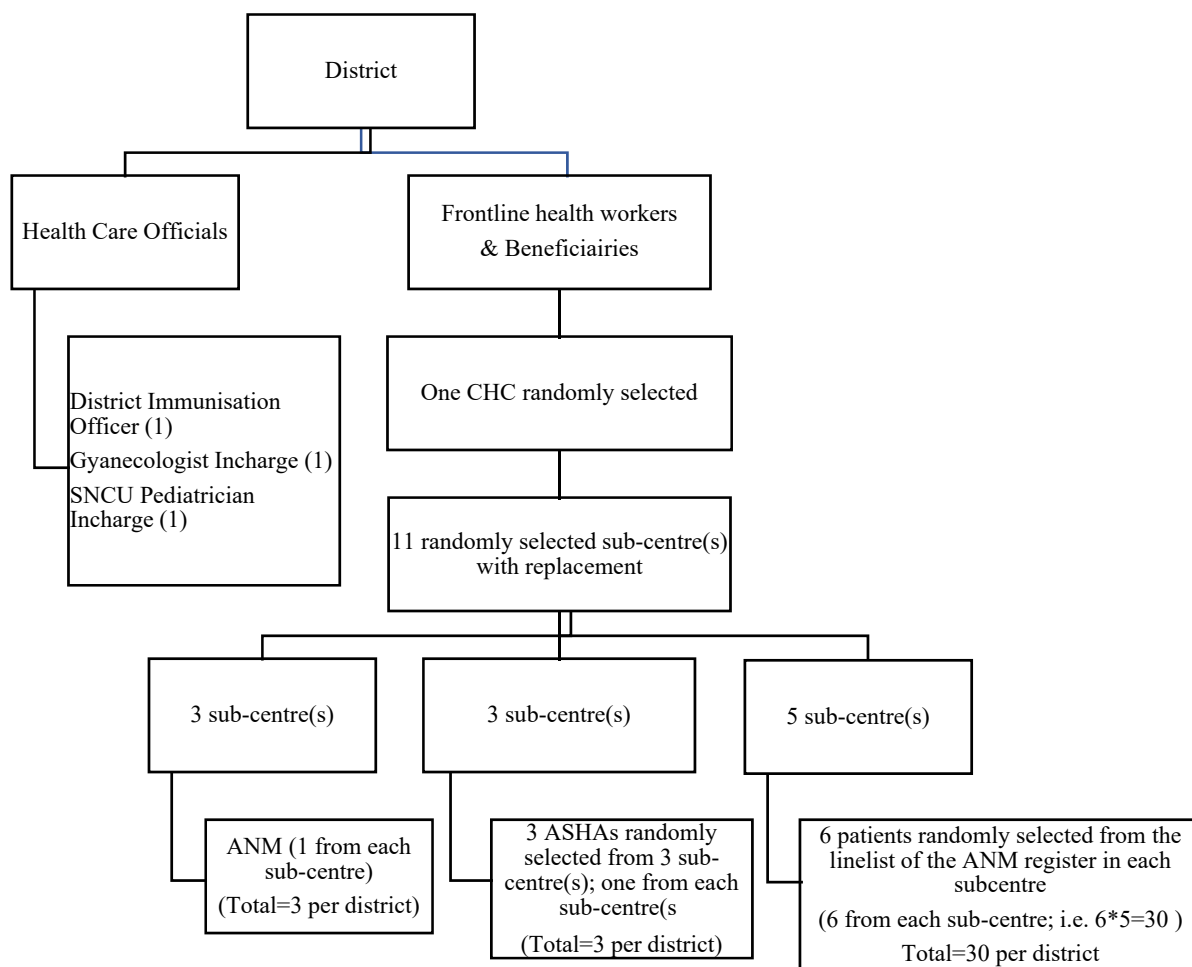 District
Health Care Officials
Frontline health workers
& Beneficiairies
District Immunisation
Officer (1)
Gyanecologist Incharge (1)
SNCU Pediatrician
Incharge (1)
One CHC randomly selected
11 randomly selected sub-centre(s)
with replacement
3 sub-centre(s)
3 sub-centre(s)
5 sub-centre(s)
ANM (1 from each
sub-centre)
(Total=3 per district)
3 ASHAs randomly
selected from 3 sub-
centre(s); one from each
sub-centre(s
(Total=3 per district)
6 patients randomly selected from the
linelist of the ANM register in each
subcentre
(6 from each sub-centre; i.e. 6*5=30 )
Total=30 per district